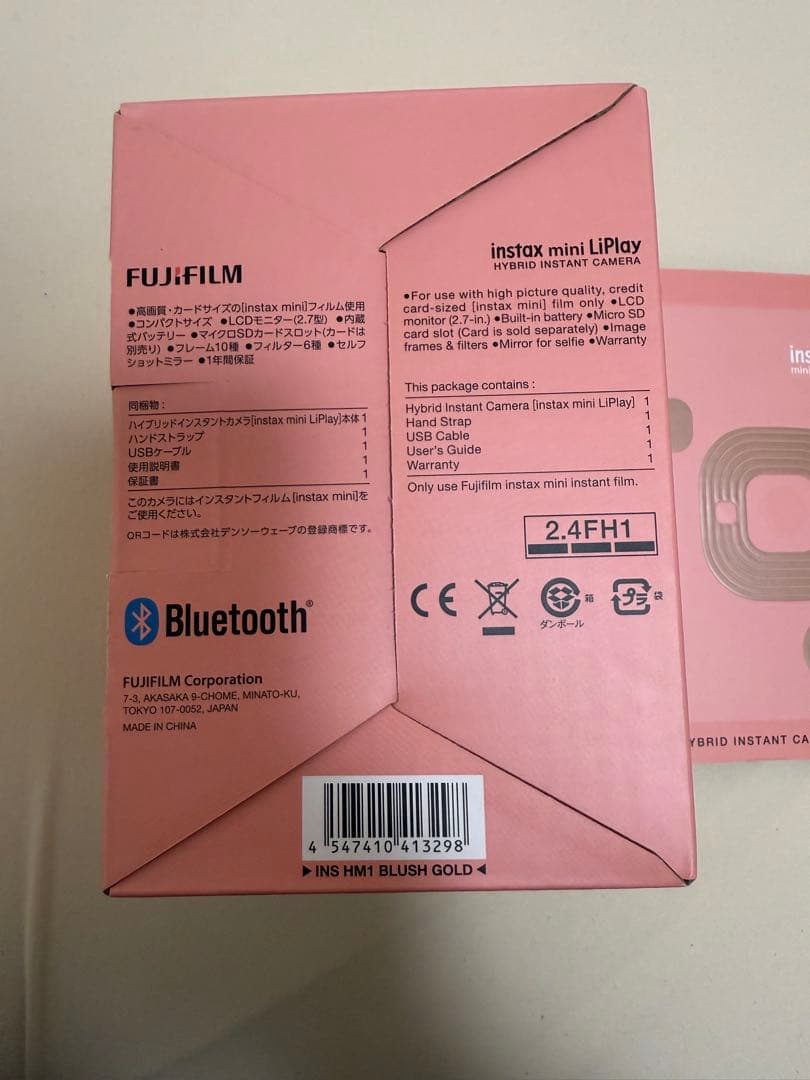 FUJIFILM
●高画質・カードサイズの[instax mini]フィルム使用
●コンパクトサイズ ●LCDモニター(2.7型) ●内蔵
式バッテリー ●マイクロSDカードスロット(カードは
別売り) ●フレーム10種 ●フィルター6種 ●セルフ
ショットミラー ●1年間保証
同梱物：
ハイブリッドインスタントカメラ[instax mini LiPlay]本体 1
ハンドストラップ 1
USBケーブル 1
使用説明書 1
保証書 1
このカメラにはインスタントフィルム[instax mini]を
ご使用ください。
QRコードは株式会社デンソーウェーブの登録商標です。
Bluetooth®
FUJIFILM Corporation
7-3, AKASAKA 9-CHOME, MINATO-KU,
TOKYO 107-0052, JAPAN
MADE IN CHINA
instax mini LiPlay
HYBRID INSTANT CAMERA
●For use with high picture quality, credit
card-sized [instax mini] film only ●LCD
monitor (2.7-in.) ●Built-in battery ●Micro SD
card slot (Card is sold separately) ●Image
frames & filters ●Mirror for selfie ●Warranty
This package contains :
Hybrid Instant Camera [instax mini LiPlay] 1
Hand Strap 1
USB Cable 1
User's Guide 1
Warranty 1
Only use Fujifilm instax mini instant film.
2.4FH1
CE
箱
ダンボール
プラ
袋
4 547410 413298
▶ INS HM1 BLUSH GOLD ◀
ins
mini
YBRID INSTANT CA